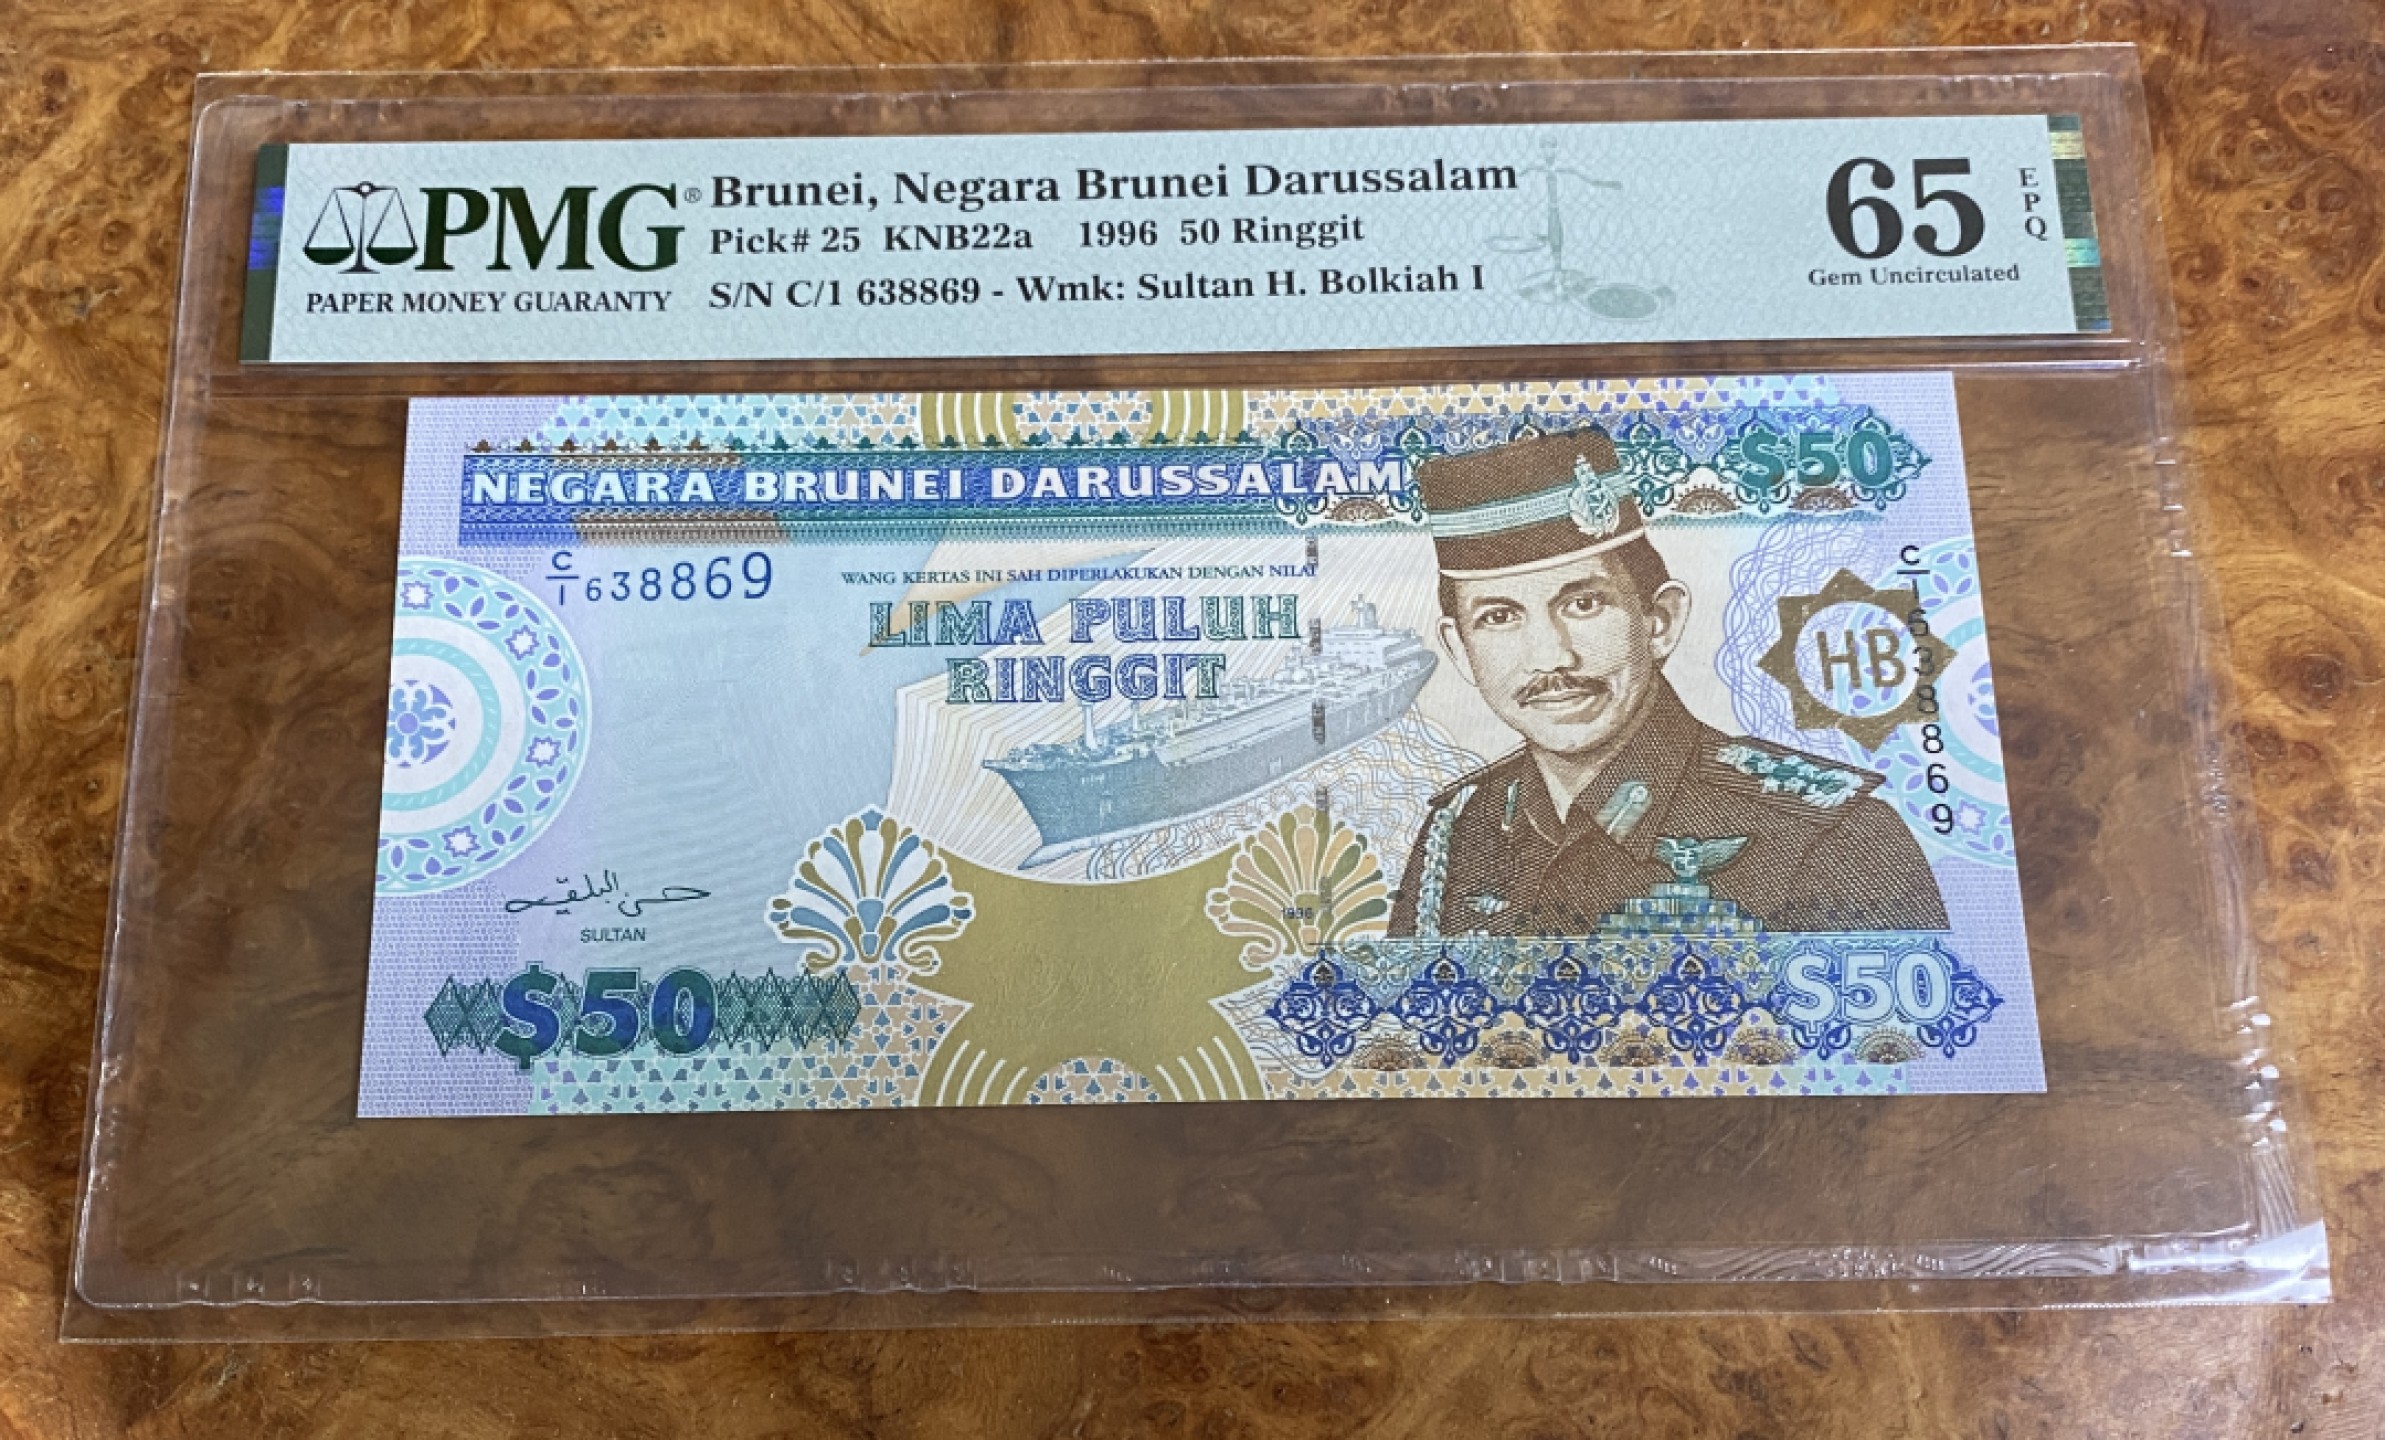 PMG®
PAPER MONEY GUARANTY
Brunei, Negara Brunei Darussalam
Pick# 25 KNB22a 1996 50 Ringgit
S/N C/1 638869 - Wmk: Sultan H. Bolkiah I
65
EPQ
Gem Uncirculated
NEGARA BRUNEI DARUSSALAM
$50
C/1 638869
WANG KERTAS INI SAH DIPERLAKUKAN DENGAN NILAI
LIMA PULUH
RINGGIT
C/1 638869
HB
حسن البلقيه
SULTAN
1996
$50
$50